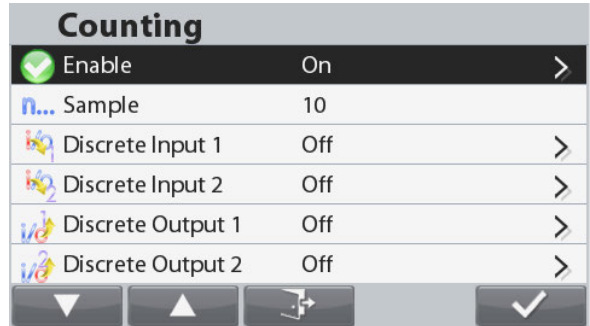 Counting
Enable On
n... Sample 10
Discrete Input 1 Off
Discrete Input 2 Off
Discrete Output 1 Off
Discrete Output 2 Off